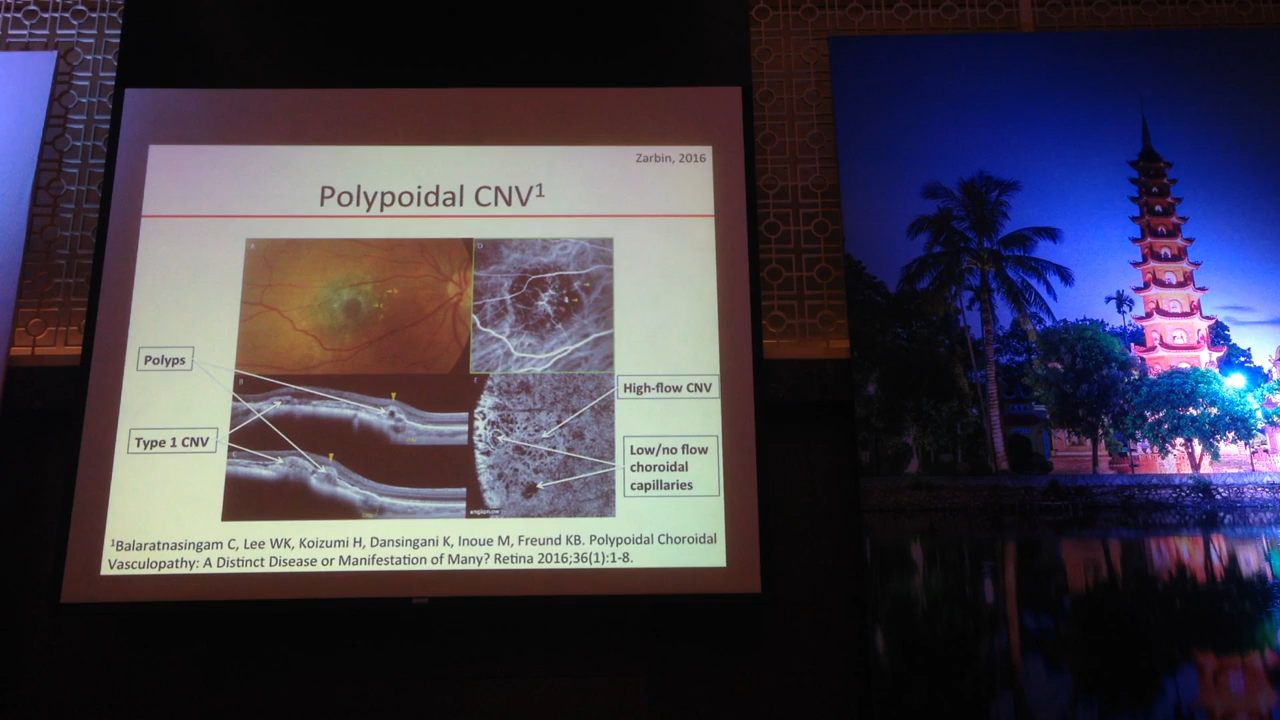 Zarbin, 2016
Polypoidal CNV¹
A
D
Polyps
B
E
High-flow CNV
Type 1 CNV
Low/no flow
choroidal
capillaries
C
angioflow
¹Balaratnasingam C, Lee WK, Koizumi H, Dansingani K, Inoue M, Freund KB. Polypoidal Choroidal
Vasculopathy: A Distinct Disease or Manifestation of Many? Retina 2016;36(1):1-8.